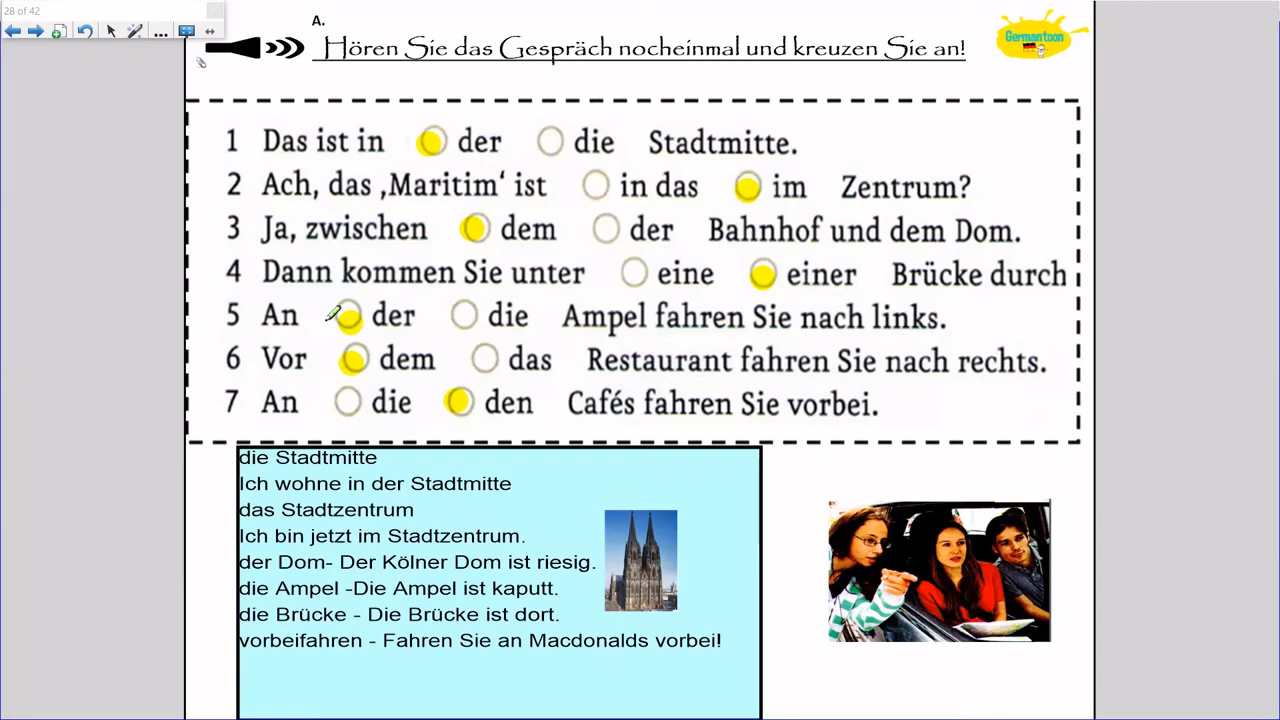 28 of 42
A.
Hören Sie das Gespräch nocheinmal und kreuzen Sie an!
Germantoon
1 Das ist in der die Stadtmitte.
2 Ach, das ‚Maritim‘ ist in das im Zentrum?
3 Ja, zwischen dem der Bahnhof und dem Dom.
4 Dann kommen Sie unter eine einer Brücke durch
5 An der die Ampel fahren Sie nach links.
6 Vor dem das Restaurant fahren Sie nach rechts.
7 An die den Cafés fahren Sie vorbei.
die Stadtmitte
Ich wohne in der Stadtmitte
das Stadtzentrum
Ich bin jetzt im Stadtzentrum.
der Dom- Der Kölner Dom ist riesig.
die Ampel -Die Ampel ist kaputt.
die Brücke - Die Brücke ist dort.
vorbeifahren - Fahren Sie an Macdonalds vorbei!